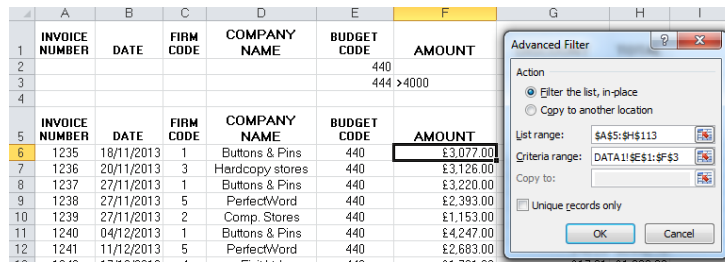 A B C D E F G H I
1 INVOICE NUMBER DATE FIRM CODE COMPANY NAME BUDGET CODE AMOUNT
2 440
3 444 >4000
4
5 INVOICE NUMBER DATE FIRM CODE COMPANY NAME BUDGET CODE AMOUNT
6 1235 18/11/2013 1 Buttons & Pins 440 £3,077.00
7 1236 20/11/2013 3 Hardcopy stores 440 £3,126.00
8 1237 27/11/2013 1 Buttons & Pins 440 £3,220.00
9 1238 27/11/2013 5 PerfectWord 440 £2,393.00
10 1239 27/11/2013 2 Comp. Stores 440 £1,153.00
11 1240 04/12/2013 1 Buttons & Pins 440 £4,247.00
12 1241 11/12/2013 5 PerfectWord 440 £2,683.00
Advanced Filter
Action
Filter the list, in-place
Copy to another location
List range: $A$5:$H$113
Criteria range: DATA1!$E$1:$F$3
Copy to:
Unique records only
OK Cancel